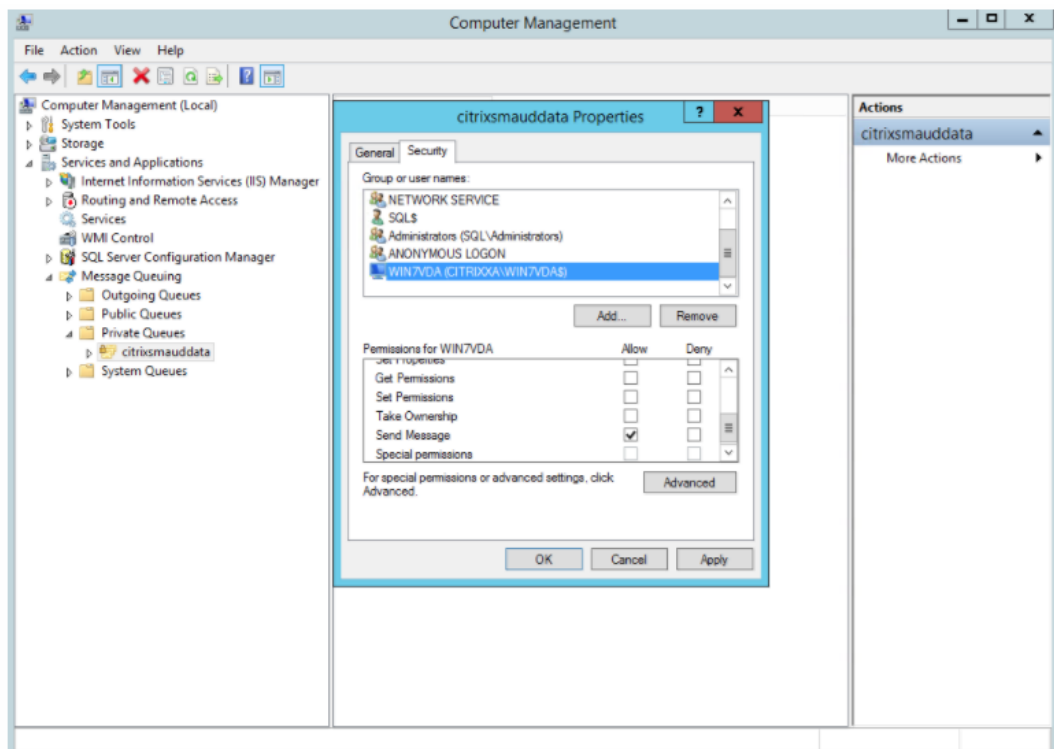 Computer Management
File Action View Help
Computer Management (Local)
System Tools
Storage
Services and Applications
Internet Information Services (IIS) Manager
Routing and Remote Access
Services
WMI Control
SQL Server Configuration Manager
Message Queuing
Outgoing Queues
Public Queues
Private Queues
citrixsmauddata
System Queues
citrixsmauddata Properties
General Security
Group or user names:
NETWORK SERVICE
SQL$
Administrators (SQL\Administrators)
ANONYMOUS LOGON
WIN7VDA (CITRIXXA\WIN7VDA$)
Add... Remove
Permissions for WIN7VDA Allow Deny
Set Properties
Get Permissions
Set Permissions
Take Ownership
Send Message
Special permissions
For special permissions or advanced settings, click
Advanced.
Advanced
OK Cancel Apply
Actions
citrixsmauddata
More Actions